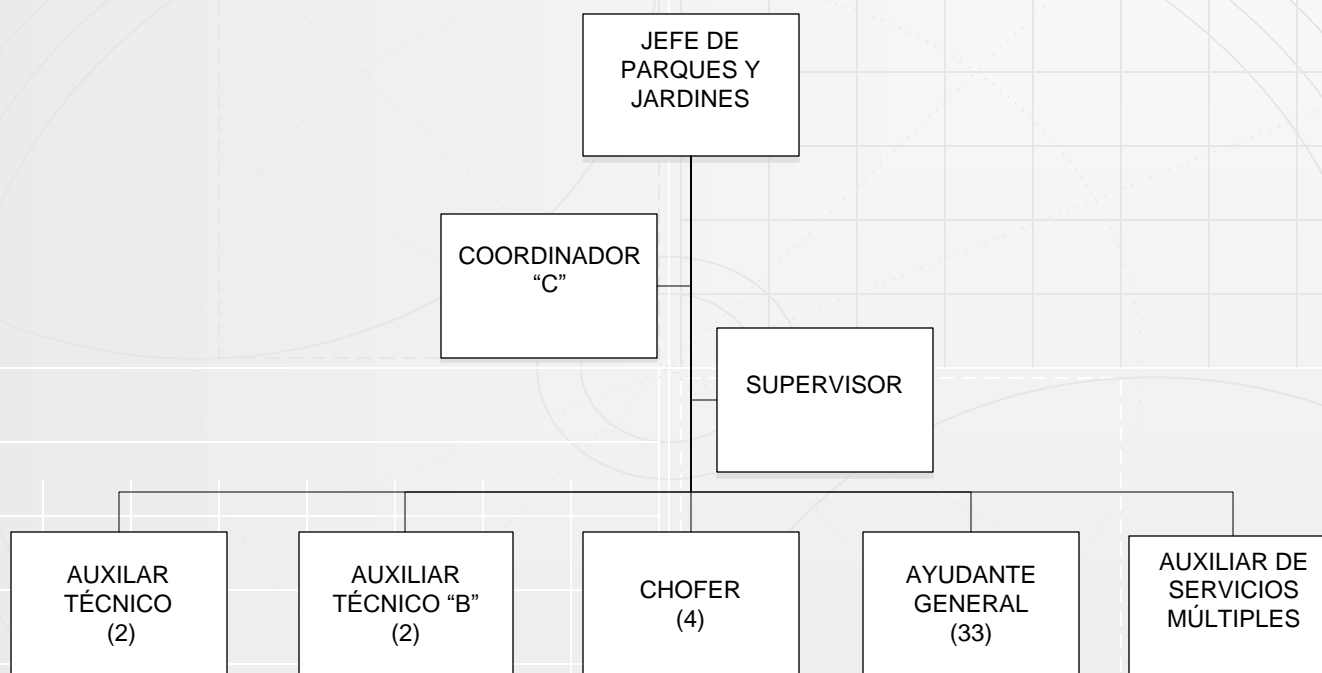 JEFE DE
PARQUES Y
JARDINES
COORDINADOR
“C”
SUPERVISOR
AUXILAR
TÉCNICO
(2)
AUXILIAR
TÉCNICO “B”
(2)
CHOFER
(4)
AYUDANTE
GENERAL
(33)
AUXILIAR DE
SERVICIOS
MÚLTIPLES